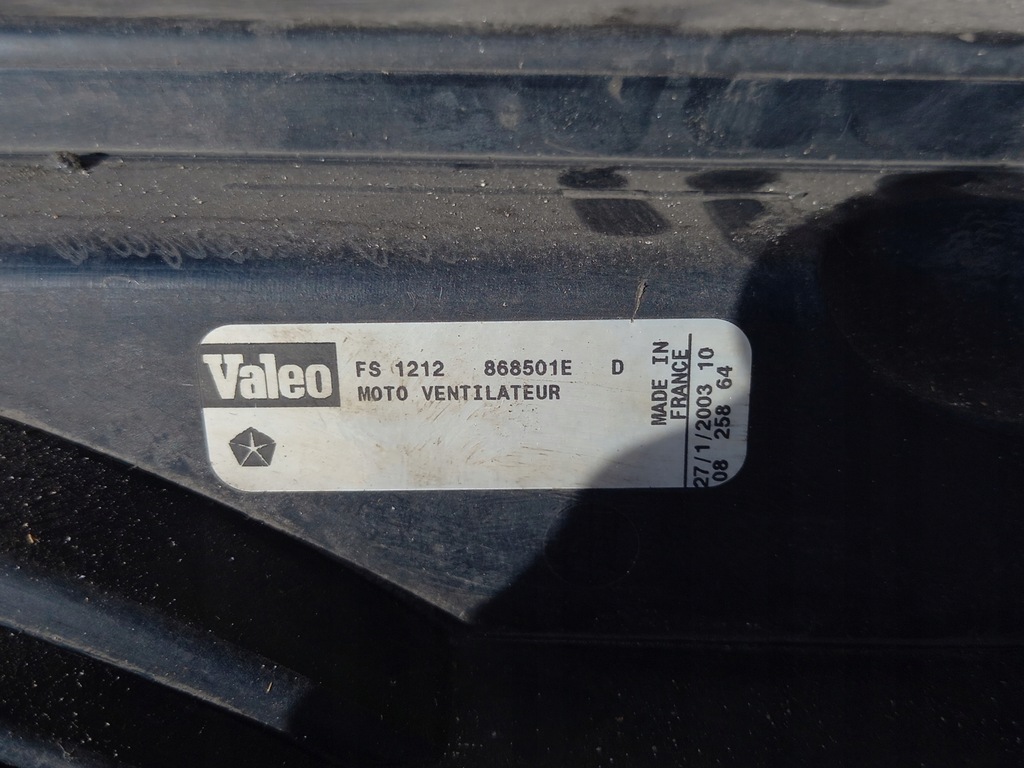 Valeo
FS 1212 868501E D
MOTO VENTILATEUR
MADE IN
FRANCE
27/1/2003 10
08 258 64